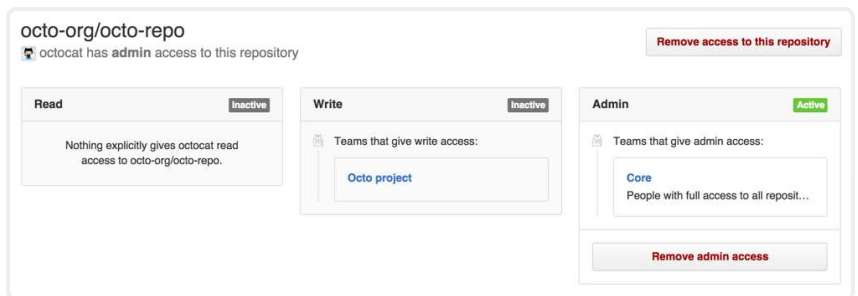 octo-org/octo-repo
octocat has admin access to this repository
Remove access to this repository
Read
Inactive
Nothing explicitly gives octocat read
access to octo-org/octo-repo.
Write
Inactive
Teams that give write access:
Octo project
Admin
Active
Teams that give admin access:
Core
People with full access to all reposit...
Remove admin access